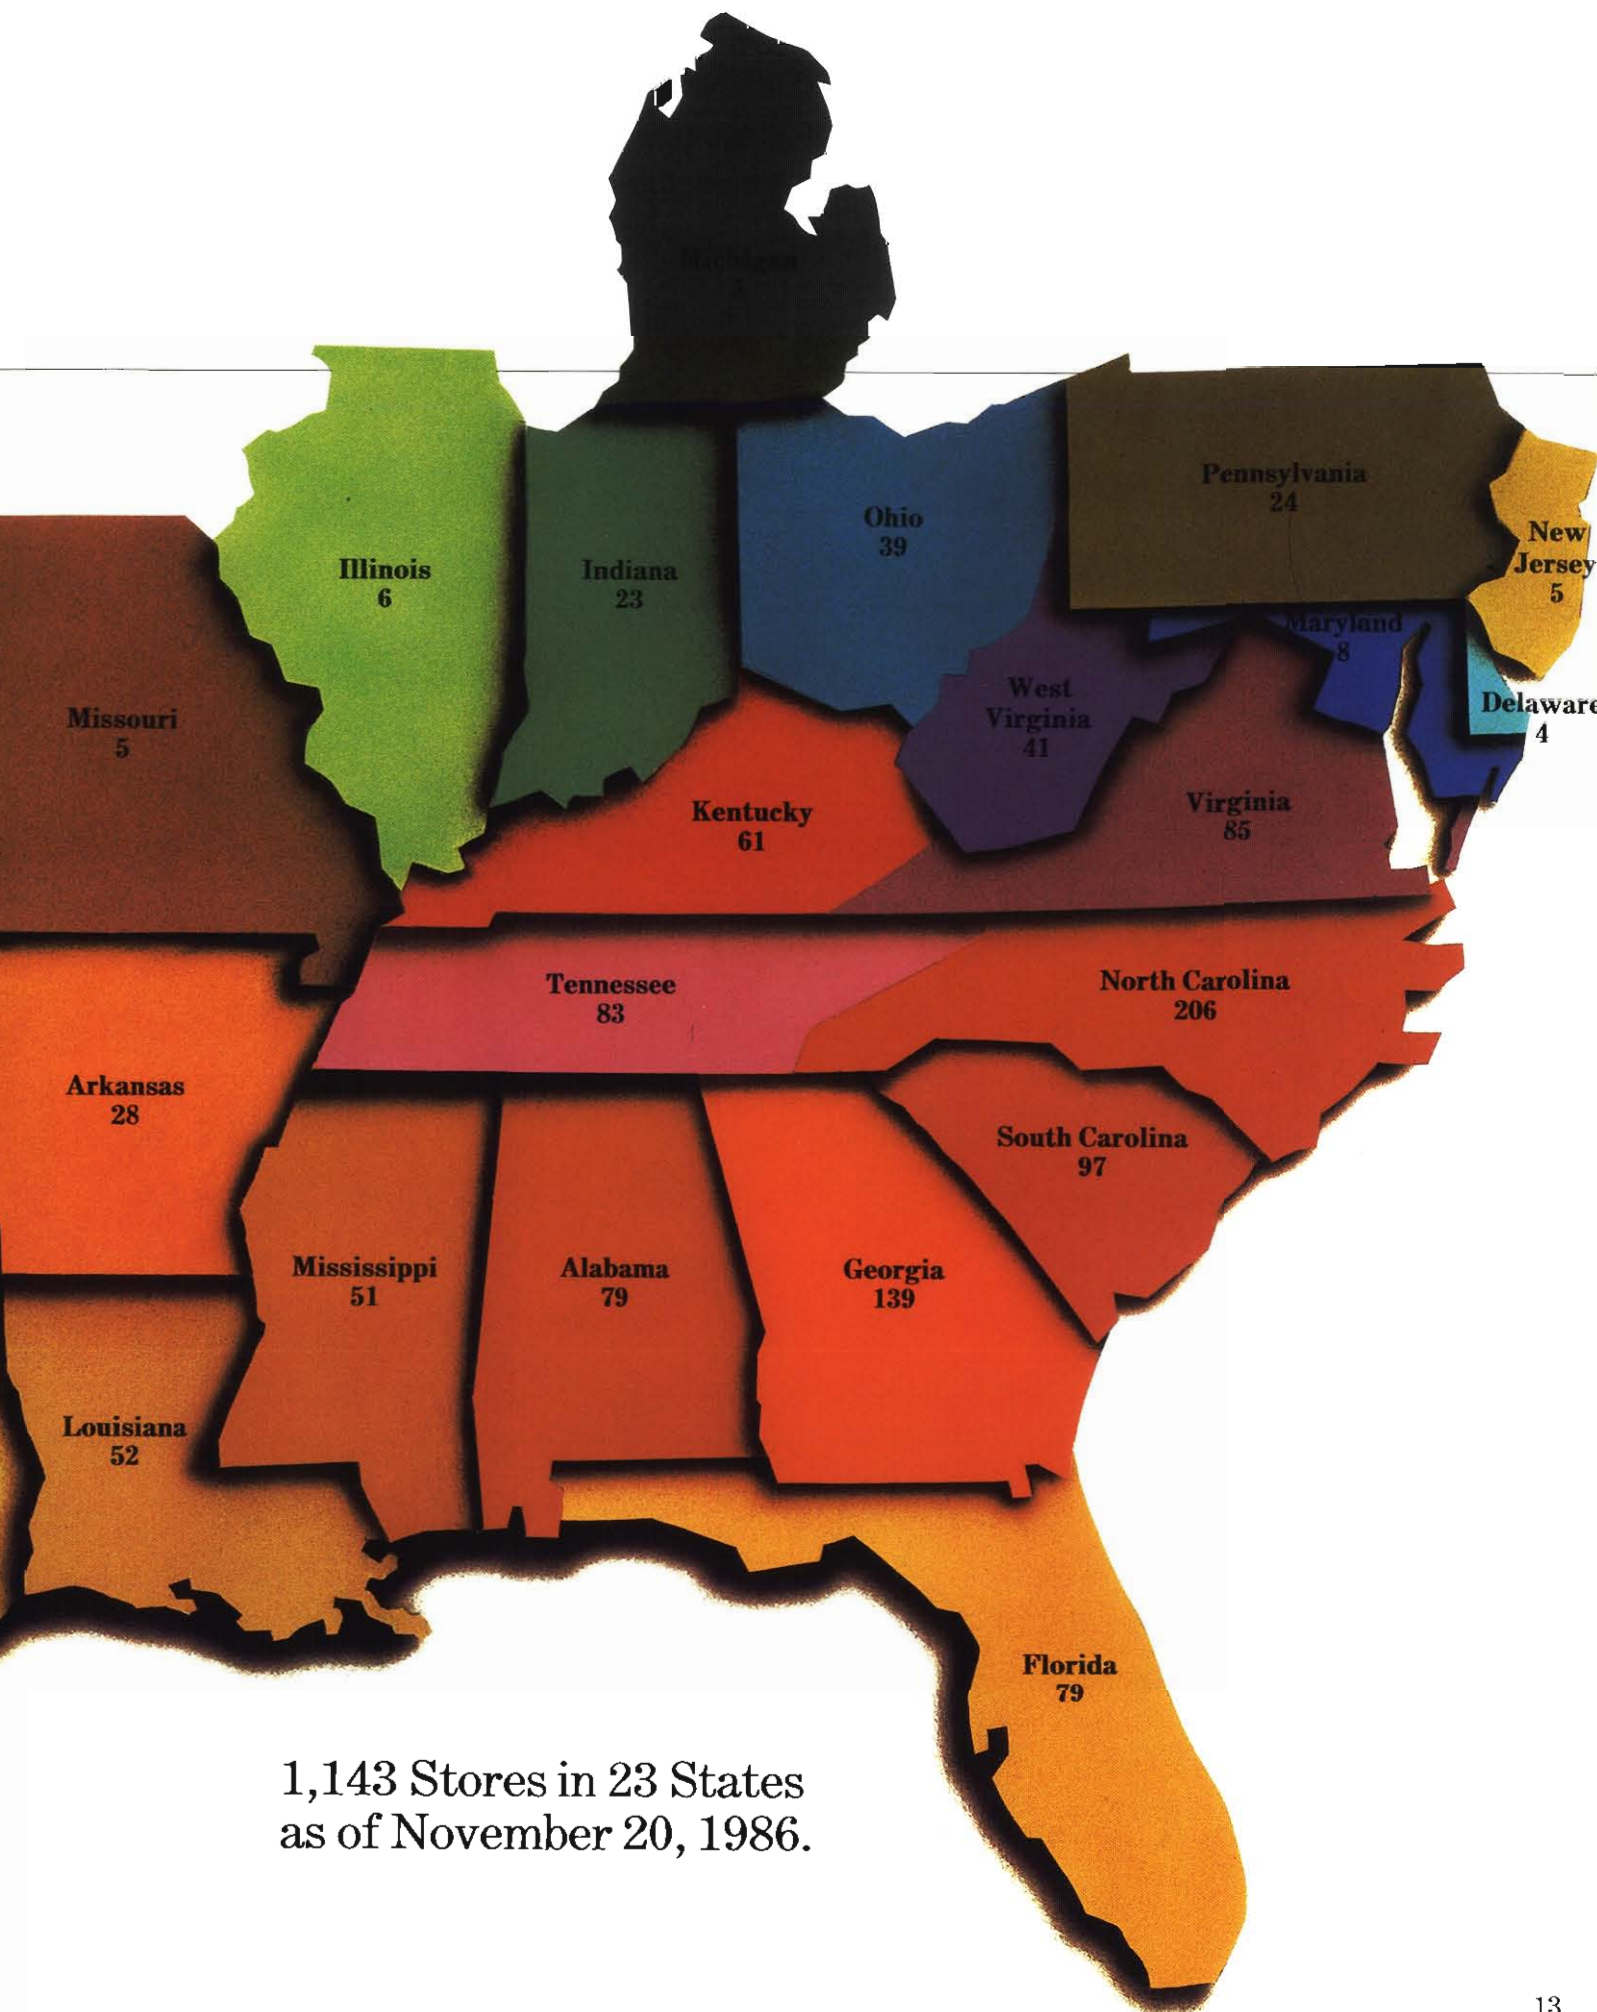 Michigan
Pennsylvania
24
Ohio
39
New
Jersey
5
Illinois
6
Indiana
23
Maryland
8
West
Virginia
41
Delaware
4
Missouri
5
Kentucky
61
Virginia
85
Tennessee
83
North Carolina
206
Arkansas
28
South Carolina
97
Mississippi
51
Alabama
79
Georgia
139
Louisiana
52
Florida
79
1,143 Stores in 23 States
as of November 20, 1986.
13